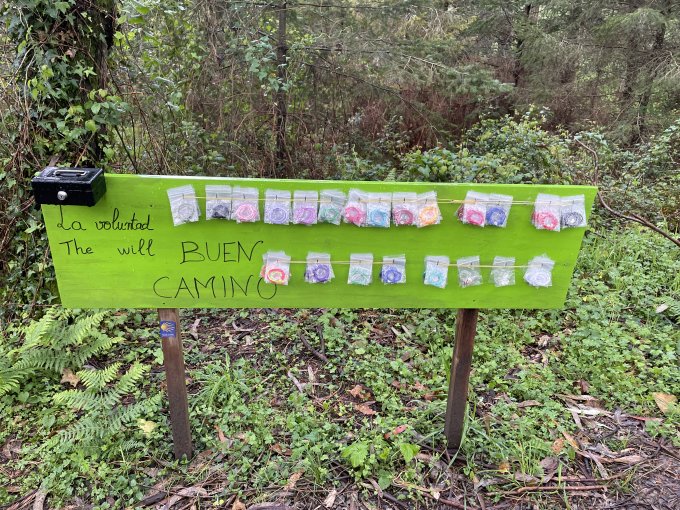 La voluntad
The will
BUEN
CAMINO